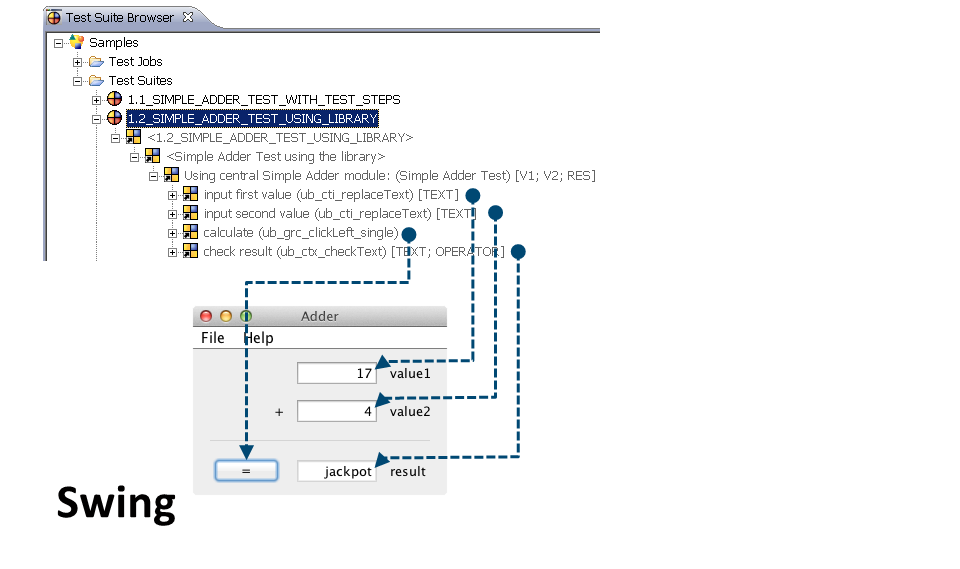 Test Suite Browser
Samples
Test Jobs
Test Suites
1.1_SIMPLE_ADDER_TEST_WITH_TEST_STEPS
1.2_SIMPLE_ADDER_TEST_USING_LIBRARY
<1.2_SIMPLE_ADDER_TEST_USING_LIBRARY>
<Simple Adder Test using the library>
Using central Simple Adder module: (Simple Adder Test) [V1; V2; RES]
input first value (ub_cti_replaceText) [TEXT]
input second value (ub_cti_replaceText) [TEXT]
calculate (ub_grc_clickLeft_single)
check result (ub_ctx_checkText) [TEXT; OPERATOR]
Adder
File Help
17 value1
+ 4 value2
= jackpot result
Swing